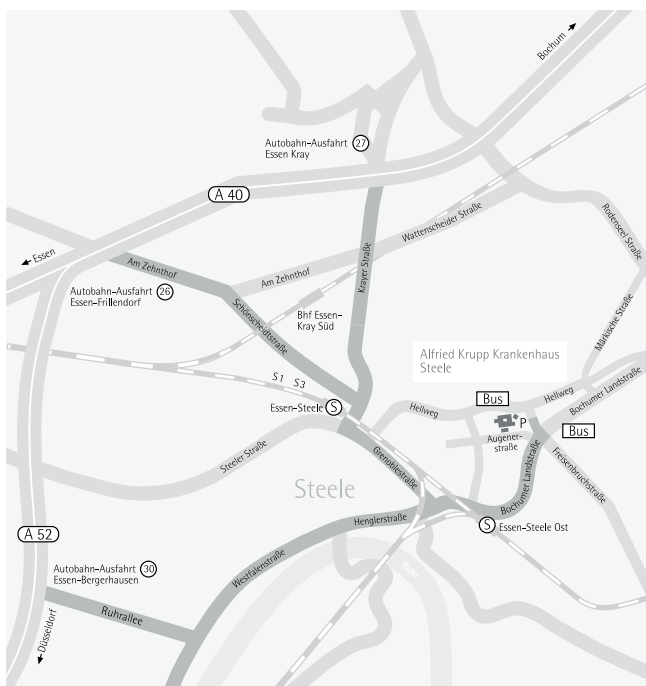 Bochum
Autobahn-Ausfahrt 27
Essen Kray
A 40
Rodenseel Straße
Wattenscheider Straße
Essen
Am Zehnthof
Am Zehnthof
Krayer Straße
Autobahn-Ausfahrt 26
Essen-Frillendorf
Schönscheidtstraße
Bhf Essen-
Kray Süd
Märkische Straße
Alfried Krupp Krankenhaus
Steele
S1 S3
Essen-Steele S
Hellweg
Bus
Hellweg
Bochumer Landstraße
P
Bus
Augener-
straße
Steeler Straße
Grenoblestraße
Freisenbruchstraße
Steele
Bochumer Landstraße
Henglerstraße
S Essen-Steele Ost
A 52
Autobahn-Ausfahrt 30
Essen-Bergerhausen
Westfalenstraße
Ruhr
Ruhrallee
Düsseldorf